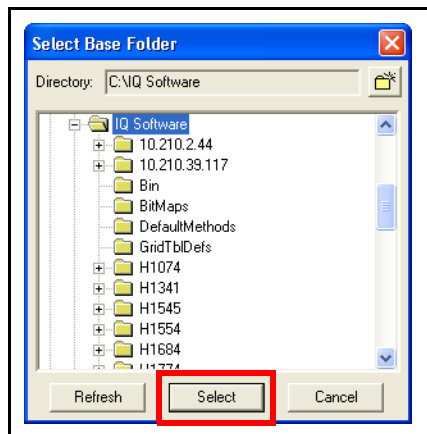 Select Base Folder
Directory: C:\IQ Software
IQ Software
10.210.2.44
10.210.39.117
Bin
BitMaps
DefaultMethods
GridTblDefs
H1074
H1341
H1545
H1554
H1684
H1774
Refresh Select Cancel